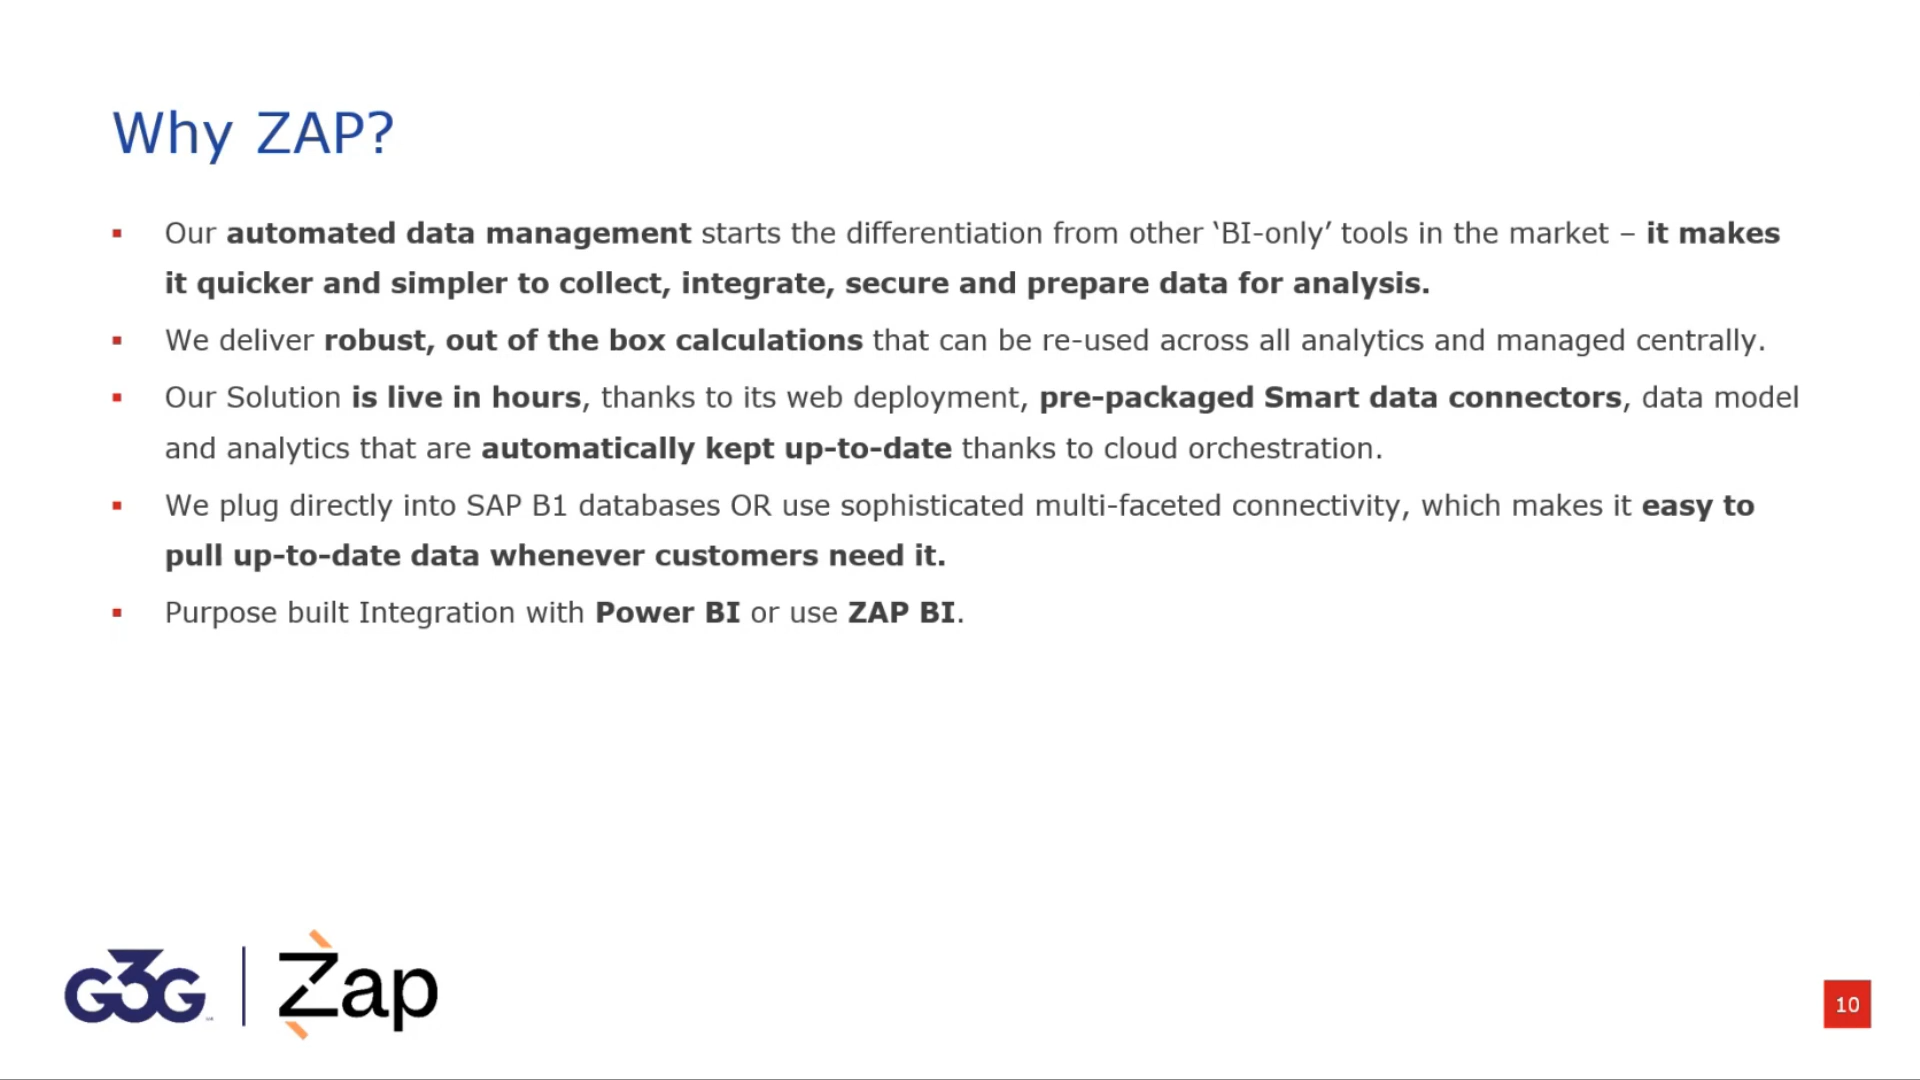 Why ZAP?
Our automated data management starts the differentiation from other ‘BI-only’ tools in the market – it makes
it quicker and simpler to collect, integrate, secure and prepare data for analysis.
We deliver robust, out of the box calculations that can be re-used across all analytics and managed centrally.
Our Solution is live in hours, thanks to its web deployment, pre-packaged Smart data connectors, data model
and analytics that are automatically kept up-to-date thanks to cloud orchestration.
We plug directly into SAP B1 databases OR use sophisticated multi-faceted connectivity, which makes it easy to
pull up-to-date data whenever customers need it.
Purpose built Integration with Power BI or use ZAP BI.
G3G
Zap
10